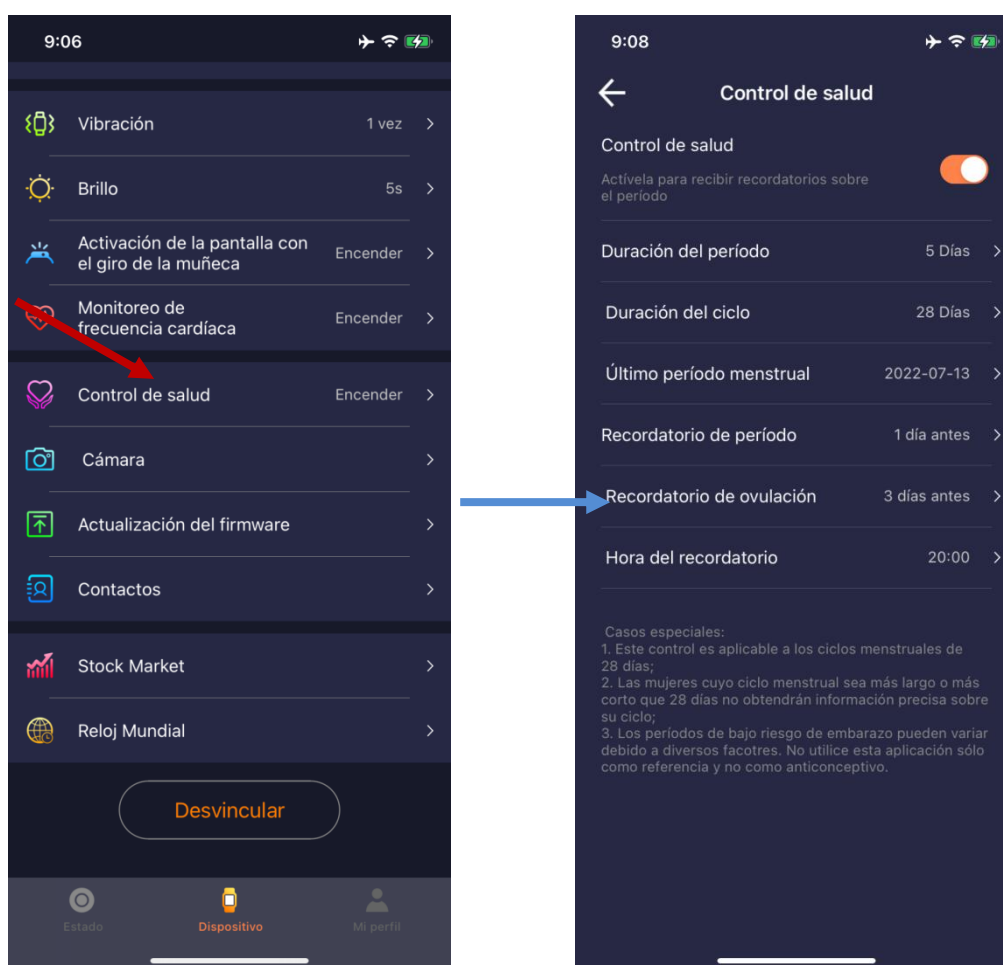 9:06
Vibración 1 vez
Brillo 5s
Activación de la pantalla con
el giro de la muñeca Encender
Monitoreo de
frecuencia cardíaca Encender
Control de salud Encender
Cámara
Actualización del firmware
Contactos
Stock Market
Reloj Mundial
Desvincular
Estado Dispositivo Mi perfil
9:08
Control de salud
Control de salud
Actívela para recibir recordatorios sobre
el período
Duración del período 5 Días
Duración del ciclo 28 Días
Último período menstrual 2022-07-13
Recordatorio de período 1 día antes
Recordatorio de ovulación 3 días antes
Hora del recordatorio 20:00
Casos especiales:
1. Este control es aplicable a los ciclos menstruales de
28 días;
2. Las mujeres cuyo ciclo menstrual sea más largo o más
corto que 28 días no obtendrán información precisa sobre
su ciclo;
3. Los períodos de bajo riesgo de embarazo pueden variar
debido a diversos facotres. No utilice esta aplicación sólo
como referencia y no como anticonceptivo.